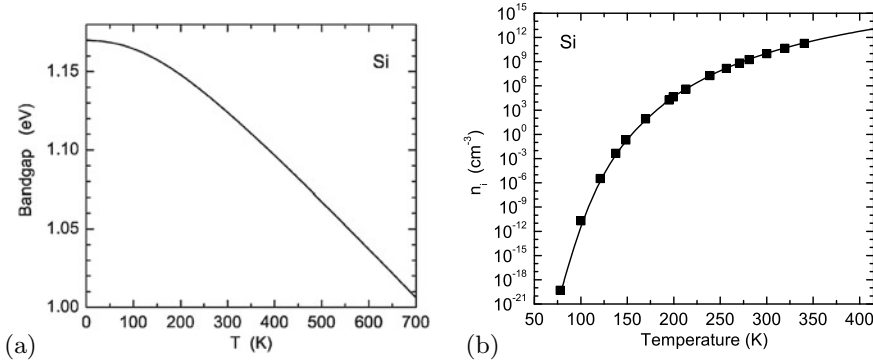 1.15
1.10
1.05
1.00
Bandgap (eV)
Si
0 100 200 300 400 500 600 700
T (K)
(a)
10^15
10^12
10^9
10^6
10^3
10^0
10^-3
10^-6
10^-9
10^-12
10^-15
10^-18
10^-21
n_i (cm^-3)
Si
50 100 150 200 250 300 350 400
Temperature (K)
(b)